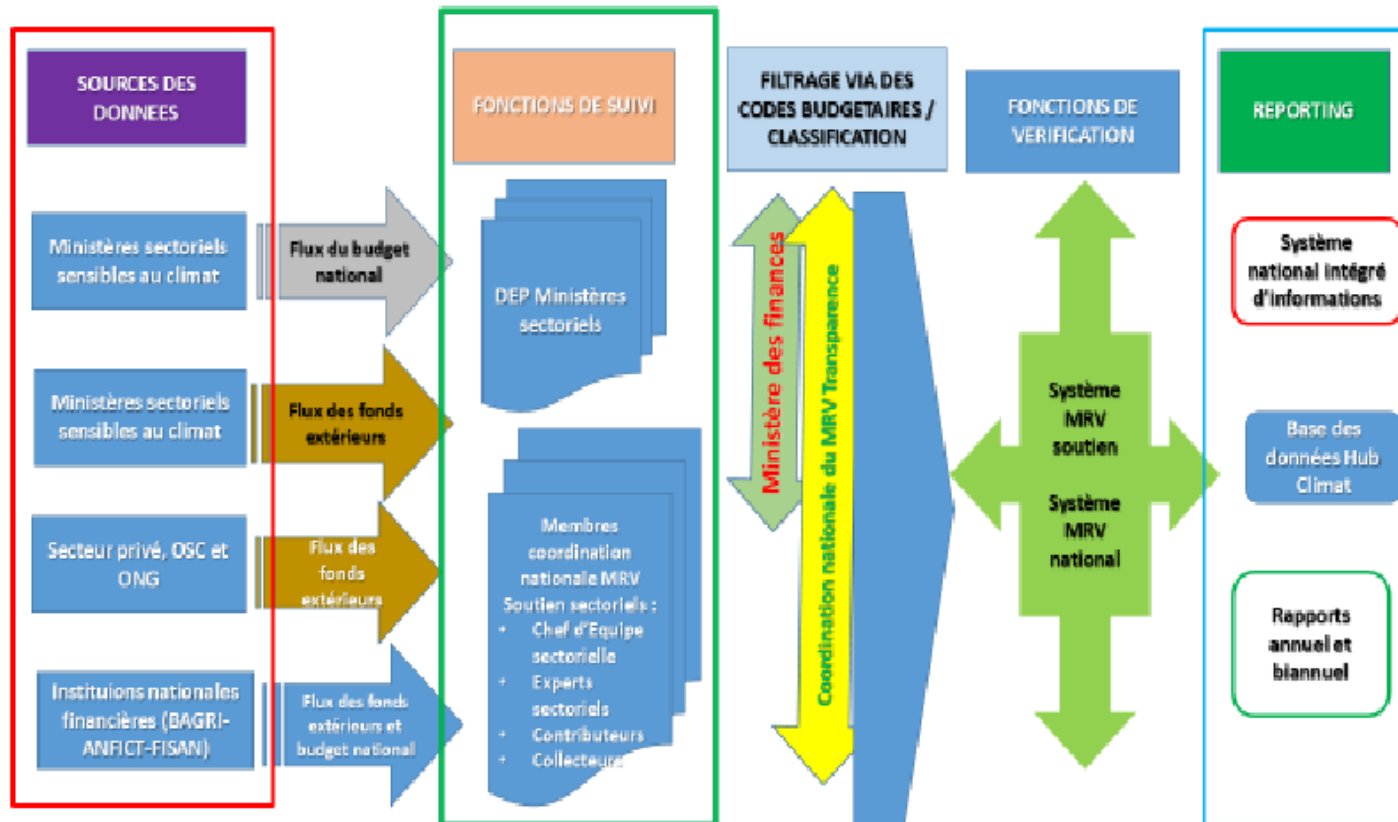 SOURCES DES
DONNEES
FONCTIONS DE SUIVI
FILTRAGE VIA DES
CODES BUDGETAIRES /
CLASSIFICATION
FONCTIONS DE
VERIFICATION
REPORTING
Ministères sectoriels
sensibles au climat
Flux du budget
national
DEP Ministères
sectoriels
Ministères sectoriels
sensibles au climat
Flux des fonds
extérieurs
Secteur privé, OSC et
ONG
Flux des
fonds
extérieurs
Instituions nationales
financières (BAGRI-
ANFICT-FISAN)
Flux des fonds
extérieurs et
budget national
Membres
coordination
nationale MRV
Soutien sectoriels :
• Chef d'Equipe
sectorielle
• Experts
sectoriels
• Contributeurs
• Collecteurs
Ministère des finances
Coordination nationale du MRV Transparence
Système
MRV
soutien
Système
MRV
national
Système
national intégré
d'informations
Base des
données Hub
Climat
Rapports
annuel et
biannuel